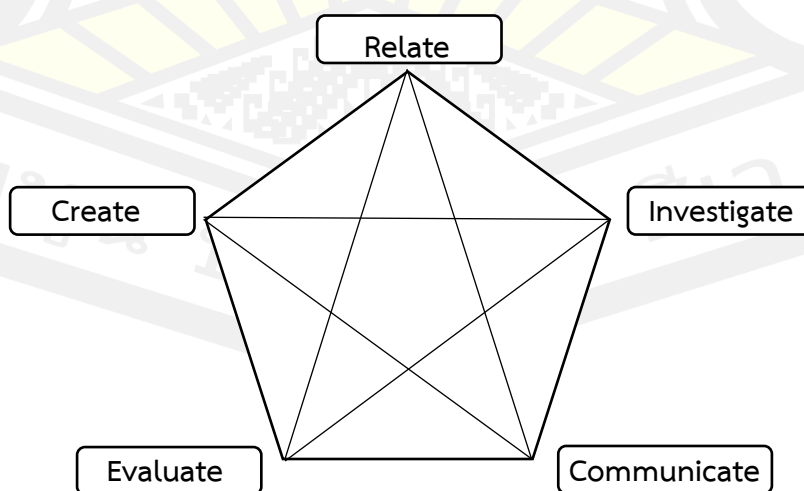 Relate
Create
Investigate
Evaluate
Communicate